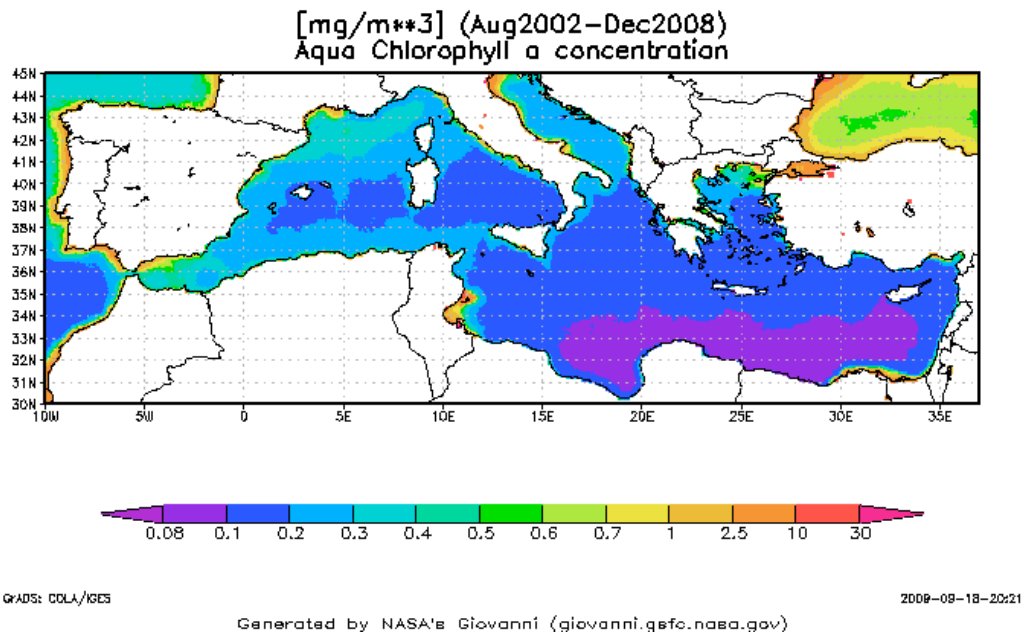 [mg/m**3] (Aug2002-Dec2008)
Aqua Chlorophyll a concentration
45N
44N
43N
42N
41N
40N
39N
38N
37N
36N
35N
34N
33N
32N
31N
30N
10W 5W 0 5E 10E 15E 20E 25E 30E 35E
0.08 0.1 0.2 0.3 0.4 0.5 0.6 0.7 1 2.5 10 30
GrADS: COLA/IGES 2009-09-18-20:21
Generated by NASA's Giovanni (giovanni.gsfc.nasa.gov)